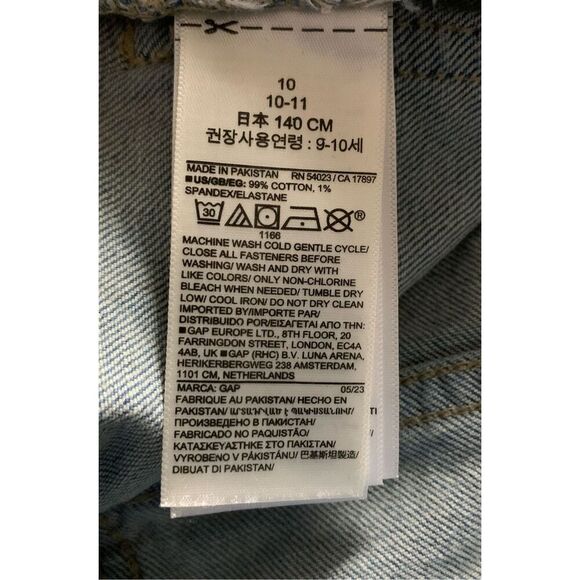 10
10-11
日本 140 CM
권장사용연령 : 9-10세
MADE IN PAKISTAN RN 54023 / CA 17897
■US/GB/EG: 99% COTTON, 1%
SPANDEX/ELASTANE
30 ®
1166
MACHINE WASH COLD GENTLE CYCLE/
CLOSE ALL FASTENERS BEFORE
WASHING/ WASH AND DRY WITH
LIKE COLORS/ ONLY NON-CHLORINE
BLEACH WHEN NEEDED/ TUMBLE DRY
LOW/ COOL IRON/ DO NOT DRY CLEAN
IMPORTED BY/IMPORTE PAR/
DISTRIBUIDO POR/ΕΙΣΑΓΕΤΑΙ ΑΠΟ ΤΗΝ:
■GAP EUROPE LTD., 8TH FLOOR, 20
FARRINGDON STREET, LONDON, EC4A
4AB, UK ■GAP (RHC) B.V. LUNA ARENA,
HERIKERBERGWEG 238 AMSTERDAM,
1101 CM, NETHERLANDS
MARCA: GAP 05/23
FABRIQUE AU PAKISTAN/ HECHO EN
PAKISTAN/ ԱՐՏԱԴՐՎԱԾ Է ՊԱԿԻՍՏԱՆՈՒՄ/
ПРОИЗВЕДЕНО В ПАКИСТАН/
FABRICADO NO PAQUISTÃO/
ΚΑΤΑΣΚΕΥΑΣΤΗΚΕ ΣΤΟ ΠΑΚΙΣΤΑΝ/
VYROBENO V PÁKISTÁNU/ 巴基斯坦製造/
DIBUAT DI PAKISTAN/